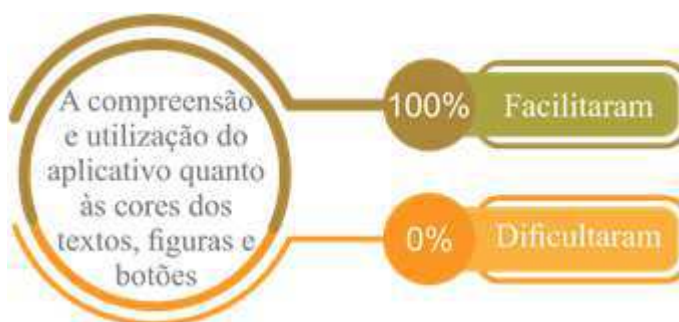 A compreensão
e utilização do
aplicativo quanto
às cores dos
textos, figuras e
botões
100%
Facilitaram
0%
Dificultaram